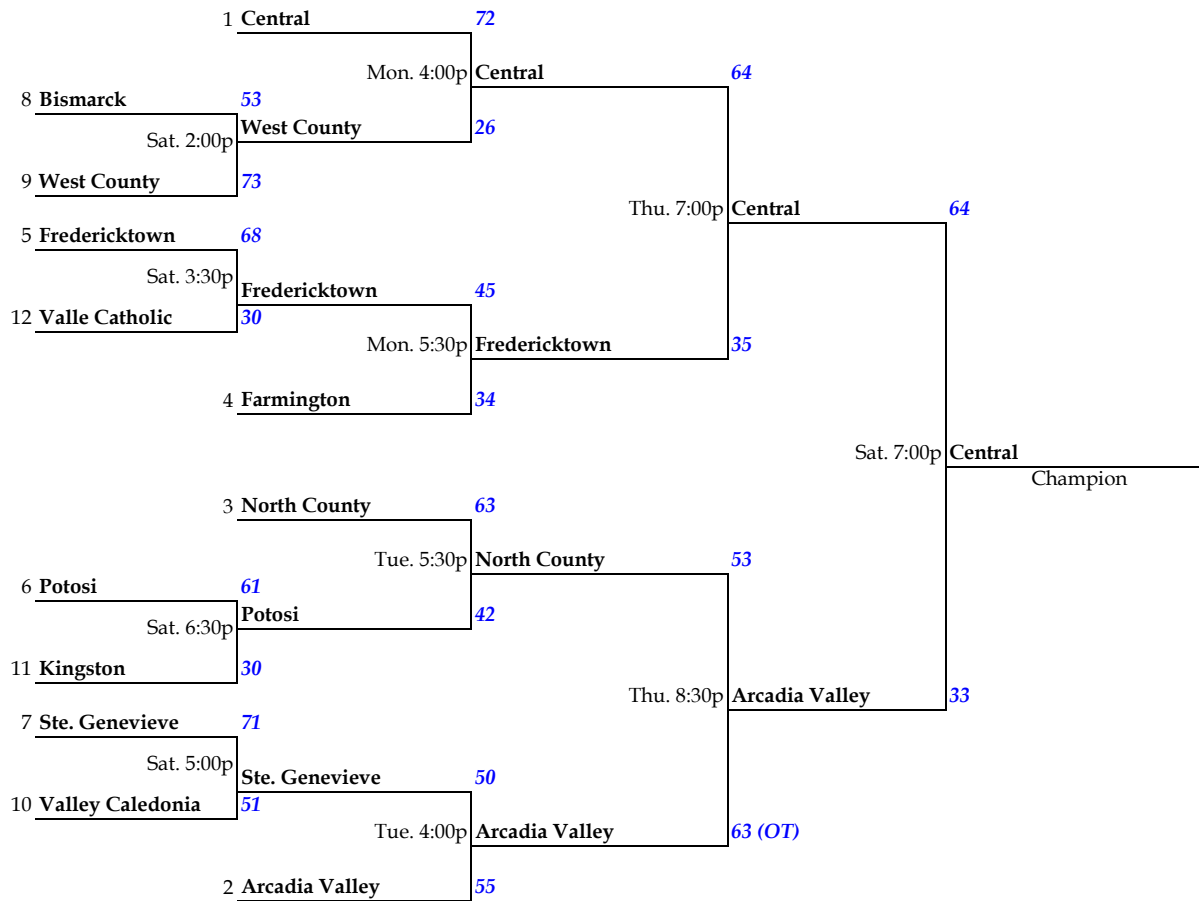 1 Central 72
Mon. 4:00p Central 64
8 Bismarck 53
West County 26
Sat. 2:00p
9 West County 73
Thu. 7:00p Central 64
5 Fredericktown 68
Sat. 3:30p
Fredericktown 45
12 Valle Catholic 30
Mon. 5:30p Fredericktown 35
4 Farmington 34
Sat. 7:00p Central
Champion
3 North County 63
Tue. 5:30p North County 53
6 Potosi 61
Potosi 42
Sat. 6:30p
11 Kingston 30
Thu. 8:30p Arcadia Valley 33
7 Ste. Genevieve 71
Sat. 5:00p
Ste. Genevieve 50
10 Valley Caledonia 51
Tue. 4:00p Arcadia Valley 63 (OT)
2 Arcadia Valley 55